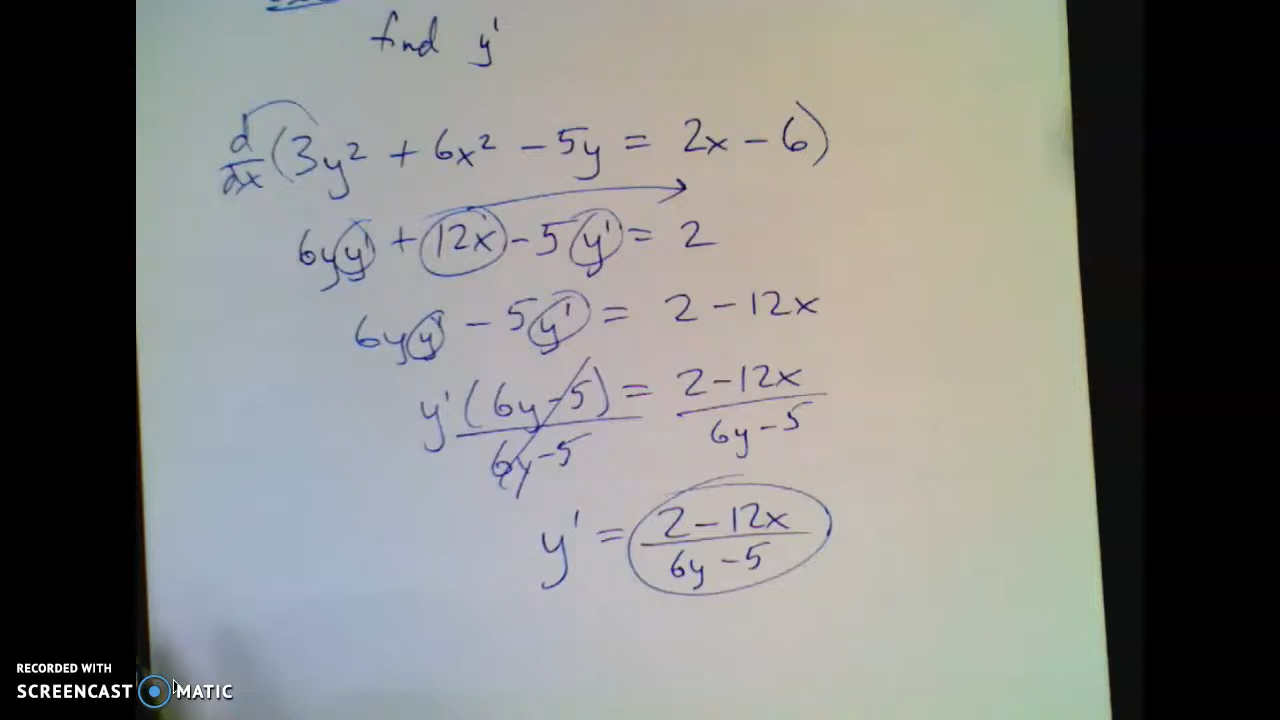 find y'
d/dx (3y² + 6x² - 5y = 2x - 6)
6yy' + 12x - 5y' = 2
6yy' - 5y' = 2 - 12x
y'(6y-5)/6y-5 = 2-12x/6y-5
y' = 2-12x/6y-5
RECORDED WITH
SCREENCAST MATIC